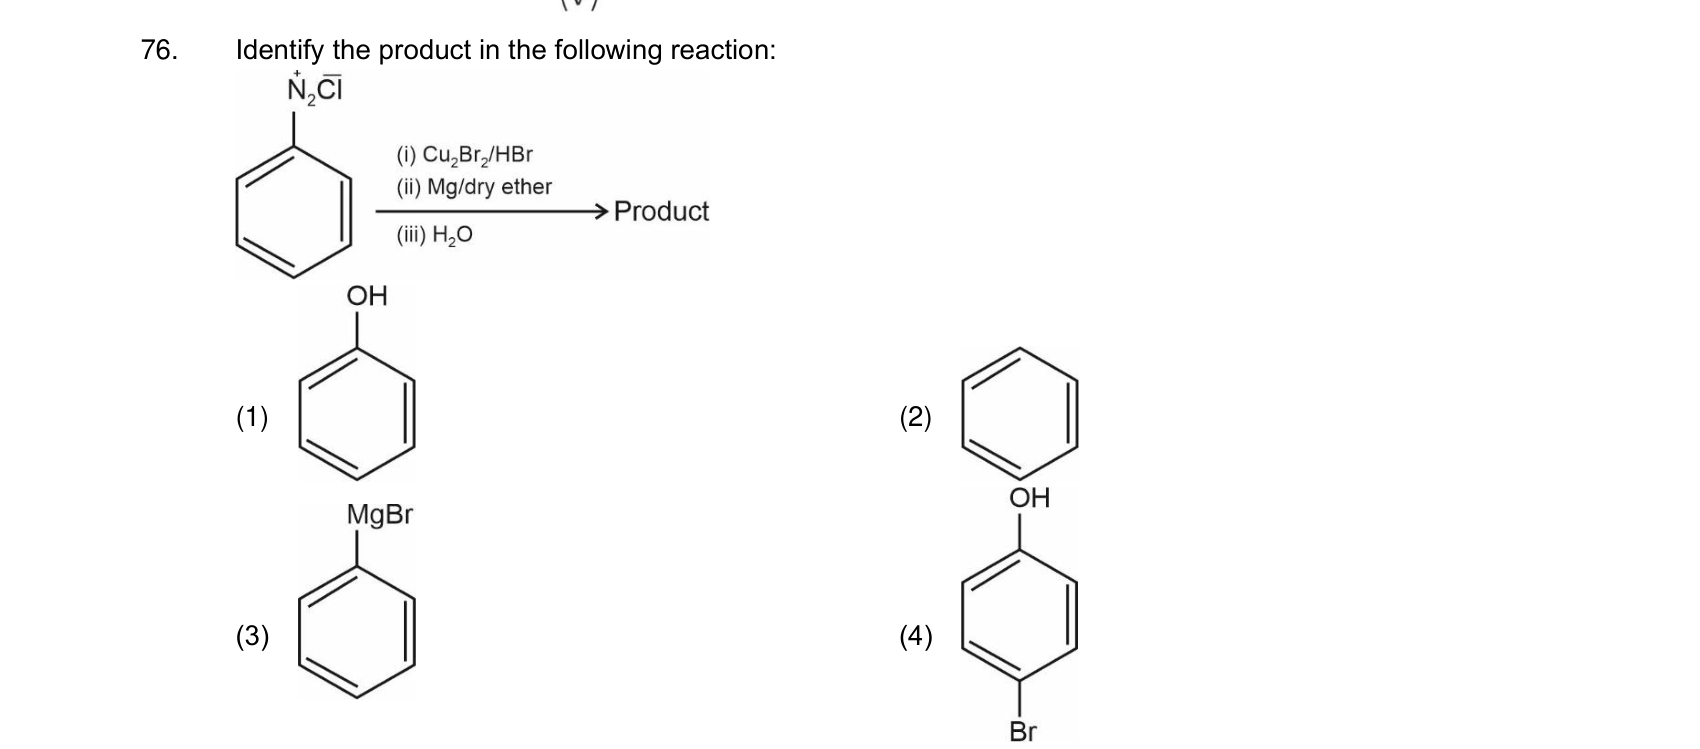 (v)
76. Identify the product in the following reaction:
N̟₂C̅l
(i) Cu₂Br₂/HBr
(ii) Mg/dry ether
Product
(iii) H₂O
OH
(1)
(2)
OH
MgBr
(3)
(4)
Br